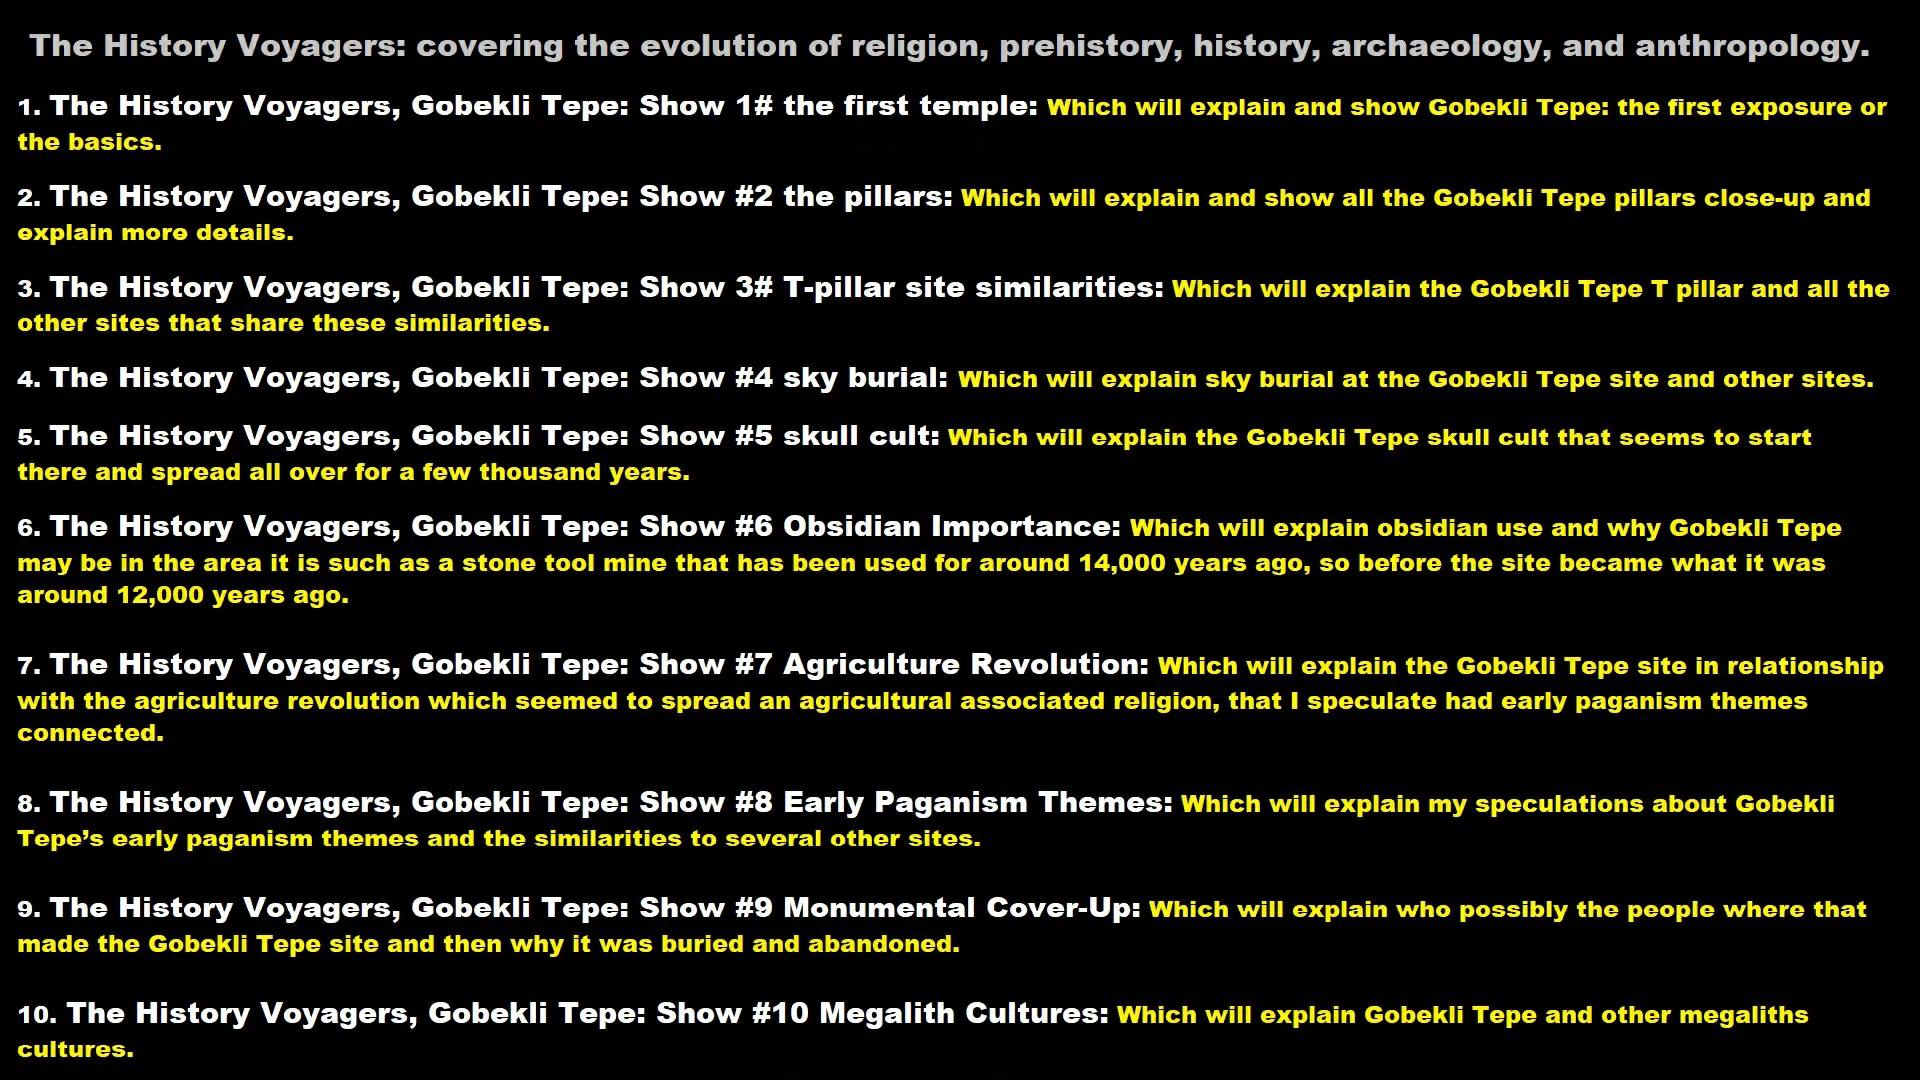 The History Voyagers: covering the evolution of religion, prehistory, history, archaeology, and anthropology.
1. The History Voyagers, Gobekli Tepe: Show 1# the first temple: Which will explain and show Gobekli Tepe: the first exposure or
the basics.
2. The History Voyagers, Gobekli Tepe: Show #2 the pillars: Which will explain and show all the Gobekli Tepe pillars close-up and
explain more details.
3. The History Voyagers, Gobekli Tepe: Show 3# T-pillar site similarities: Which will explain the Gobekli Tepe T pillar and all the
other sites that share these similarities.
4. The History Voyagers, Gobekli Tepe: Show #4 sky burial: Which will explain sky burial at the Gobekli Tepe site and other sites.
5. The History Voyagers, Gobekli Tepe: Show #5 skull cult: Which will explain the Gobekli Tepe skull cult that seems to start
there and spread all over for a few thousand years.
6. The History Voyagers, Gobekli Tepe: Show #6 Obsidian Importance: Which will explain obsidian use and why Gobekli Tepe
may be in the area it is such as a stone tool mine that has been used for around 14,000 years ago, so before the site became what it was
around 12,000 years ago.
7. The History Voyagers, Gobekli Tepe: Show #7 Agriculture Revolution: Which will explain the Gobekli Tepe site in relationship
with the agriculture revolution which seemed to spread an agricultural associated religion, that I speculate had early paganism themes
connected.
8. The History Voyagers, Gobekli Tepe: Show #8 Early Paganism Themes: Which will explain my speculations about Gobekli
Tepe’s early paganism themes and the similarities to several other sites.
9. The History Voyagers, Gobekli Tepe: Show #9 Monumental Cover-Up: Which will explain who possibly the people where that
made the Gobekli Tepe site and then why it was buried and abandoned.
10. The History Voyagers, Gobekli Tepe: Show #10 Megalith Cultures: Which will explain Gobekli Tepe and other megaliths
cultures.